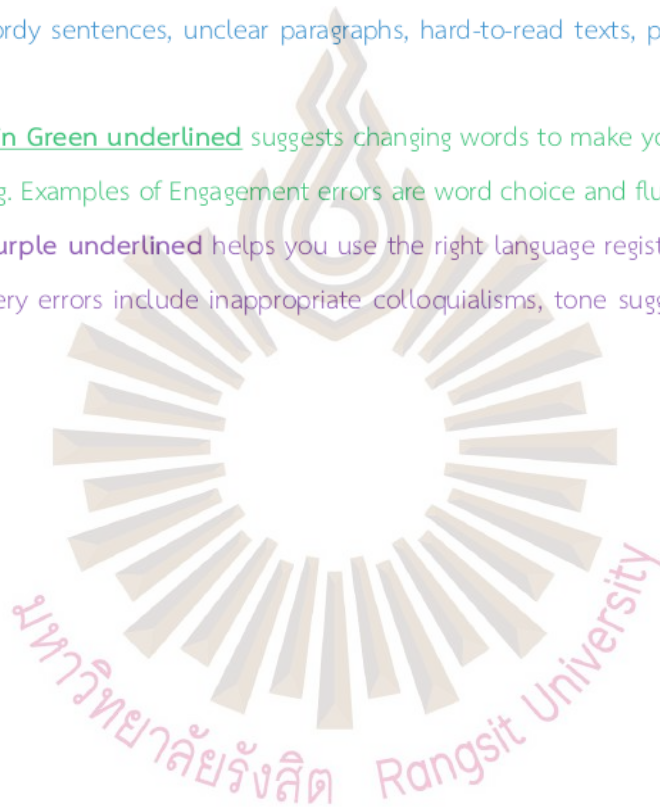 ordy sentences, unclear paragraphs, hard-to-read texts, p
in Green underlined suggests changing words to make yo
g. Examples of Engagement errors are word choice and flu
urple underlined helps you use the right language regist
ery errors include inappropriate colloquialisms, tone sugg
มหาวิทยาลัยรังสิต Rangsit University